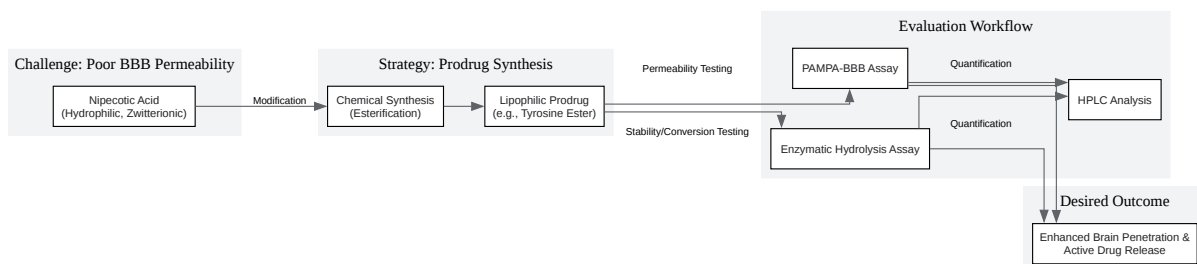 Challenge: Poor BBB Permeability
Nipecotic Acid
(Hydrophilic, Zwitterionic)
Modification
Strategy: Prodrug Synthesis
Chemical Synthesis
(Esterification)
Lipophilic Prodrug
(e.g., Tyrosine Ester)
Permeability Testing
Stability/Conversion Testing
Evaluation Workflow
PAMPA-BBB Assay
Quantification
HPLC Analysis
Enzymatic Hydrolysis Assay
Quantification
Desired Outcome
Enhanced Brain Penetration &
Active Drug Release